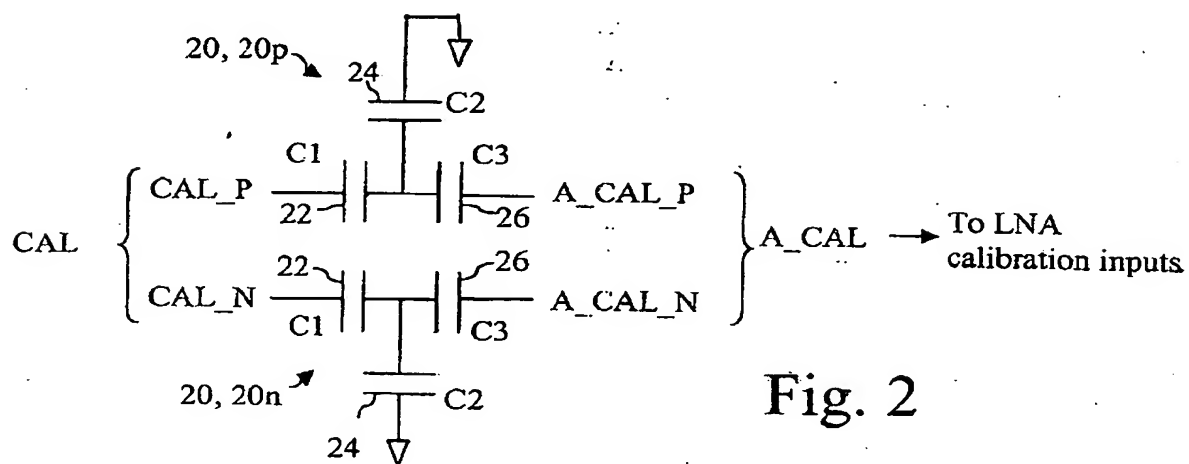 20, 20p
24
C2
C1
C3
CAL_P
A_CAL_P
22
26
CAL
A_CAL
To LNA
calibration inputs
22
26
CAL_N
A_CAL_N
C1
C3
20, 20n
C2
24
Fig. 2